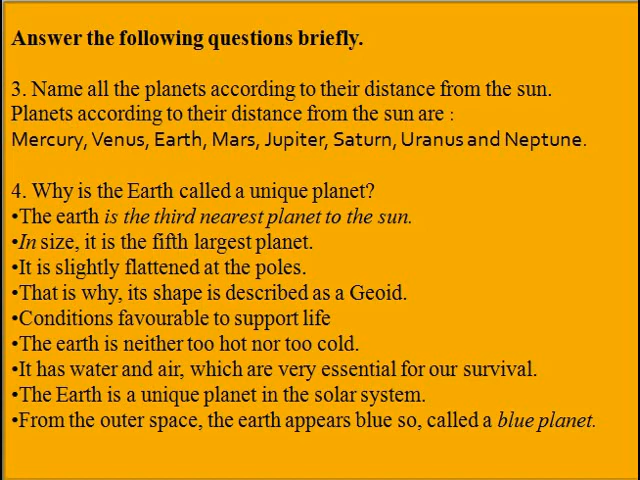 Answer the following questions briefly.
3. Name all the planets according to their distance from the sun.
Planets according to their distance from the sun are :
Mercury, Venus, Earth, Mars, Jupiter, Saturn, Uranus and Neptune.
4. Why is the Earth called a unique planet?
•The earth is the third nearest planet to the sun.
•In size, it is the fifth largest planet.
•It is slightly flattened at the poles.
•That is why, its shape is described as a Geoid.
•Conditions favourable to support life
•The earth is neither too hot nor too cold.
•It has water and air, which are very essential for our survival.
•The Earth is a unique planet in the solar system.
•From the outer space, the earth appears blue so, called a blue planet.